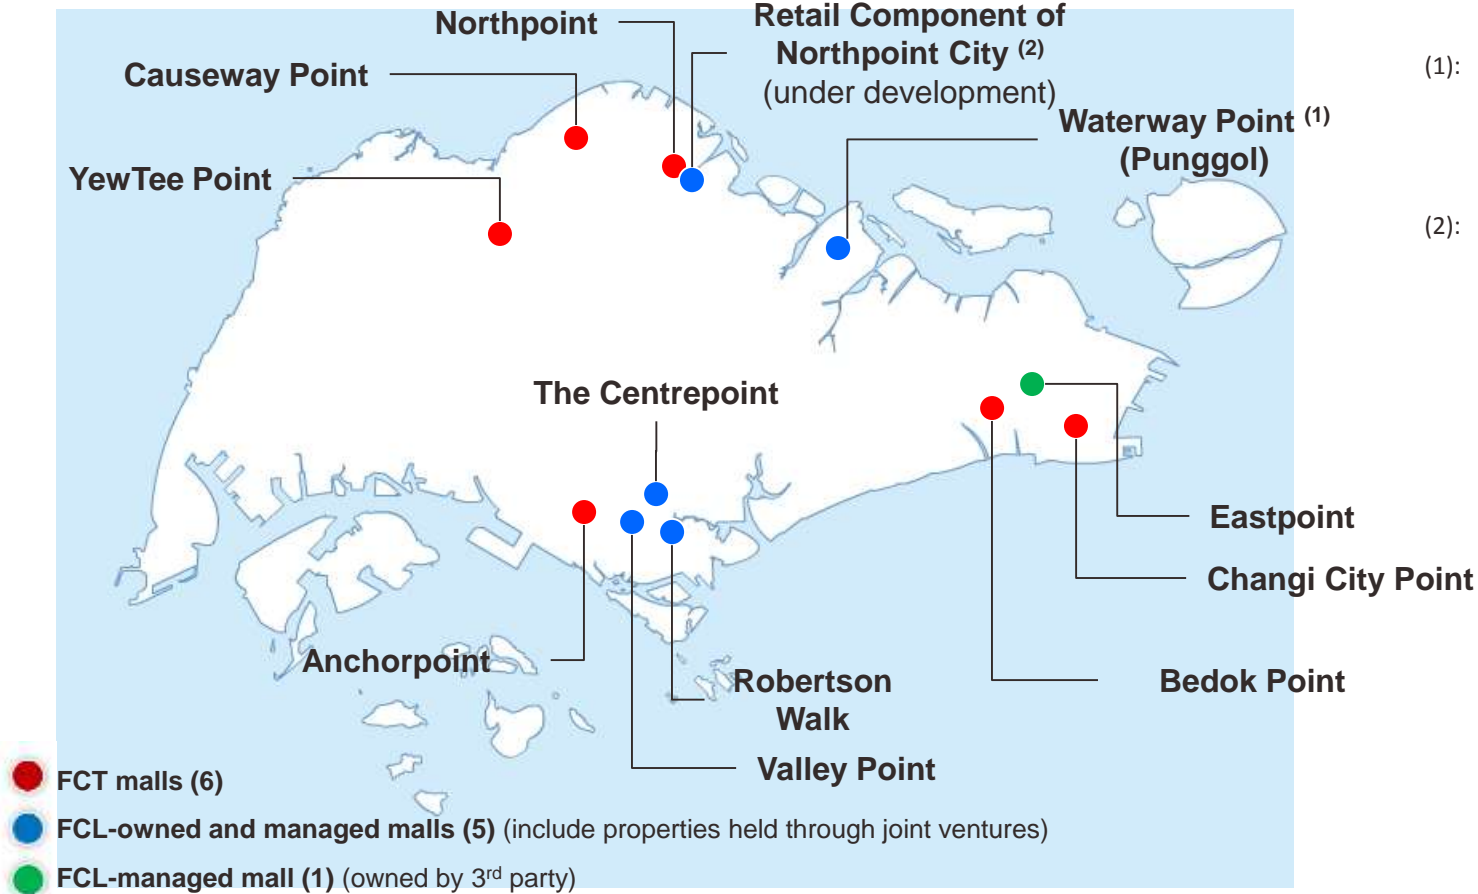 Northpoint
Retail Component of
Northpoint City (2)
(under development)
Causeway Point
(1):
Waterway Point (1)
(Punggol)
YewTee Point
(2):
The Centrepoint
Eastpoint
Changi City Point
Anchorpoint
Robertson
Walk
Bedok Point
Valley Point
FCT malls (6)
FCL-owned and managed malls (5) (include properties held through joint ventures)
FCL-managed mall (1) (owned by 3rd party)